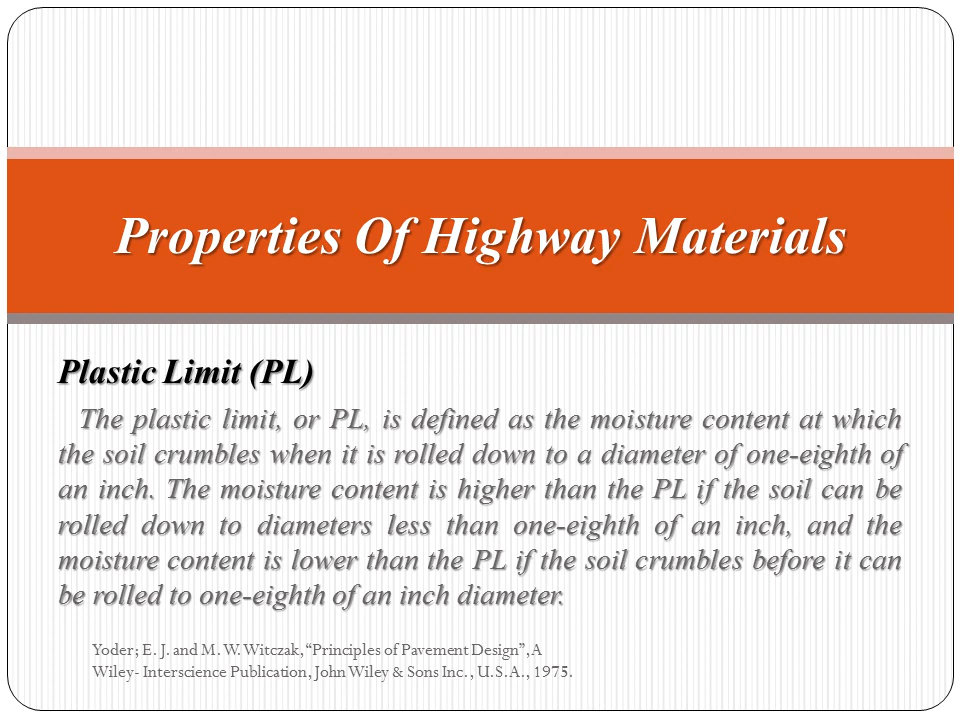 Properties Of Highway Materials
Plastic Limit (PL)
The plastic limit, or PL, is defined as the moisture content at which
the soil crumbles when it is rolled down to a diameter of one-eighth of
an inch. The moisture content is higher than the PL if the soil can be
rolled down to diameters less than one-eighth of an inch, and the
moisture content is lower than the PL if the soil crumbles before it can
be rolled to one-eighth of an inch diameter.
Yoder; E. J. and M. W. Witczak, “Principles of Pavement Design”, A
Wiley- Interscience Publication, John Wiley & Sons Inc., U.S.A., 1975.